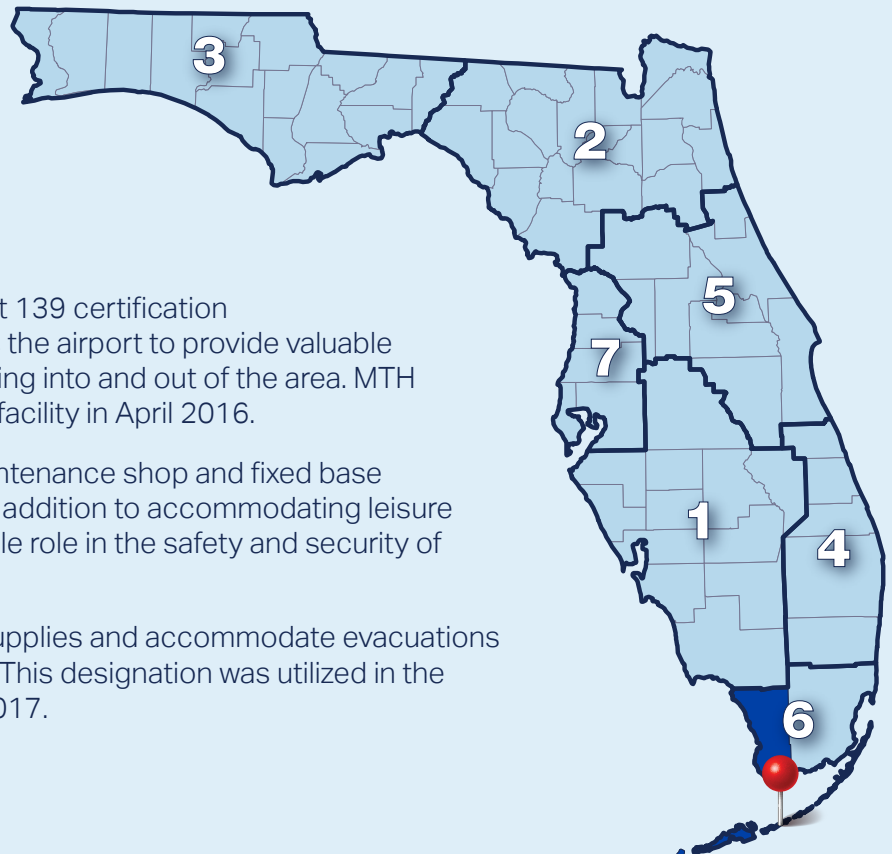 3
2
5
t 139 certification
the airport to provide valuable
7
ing into and out of the area. MTH
facility in April 2016.
ntenance shop and fixed base
addition to accommodating leisure
1
le role in the safety and security of
4
upplies and accommodate evacuations
This designation was utilized in the
017.
6